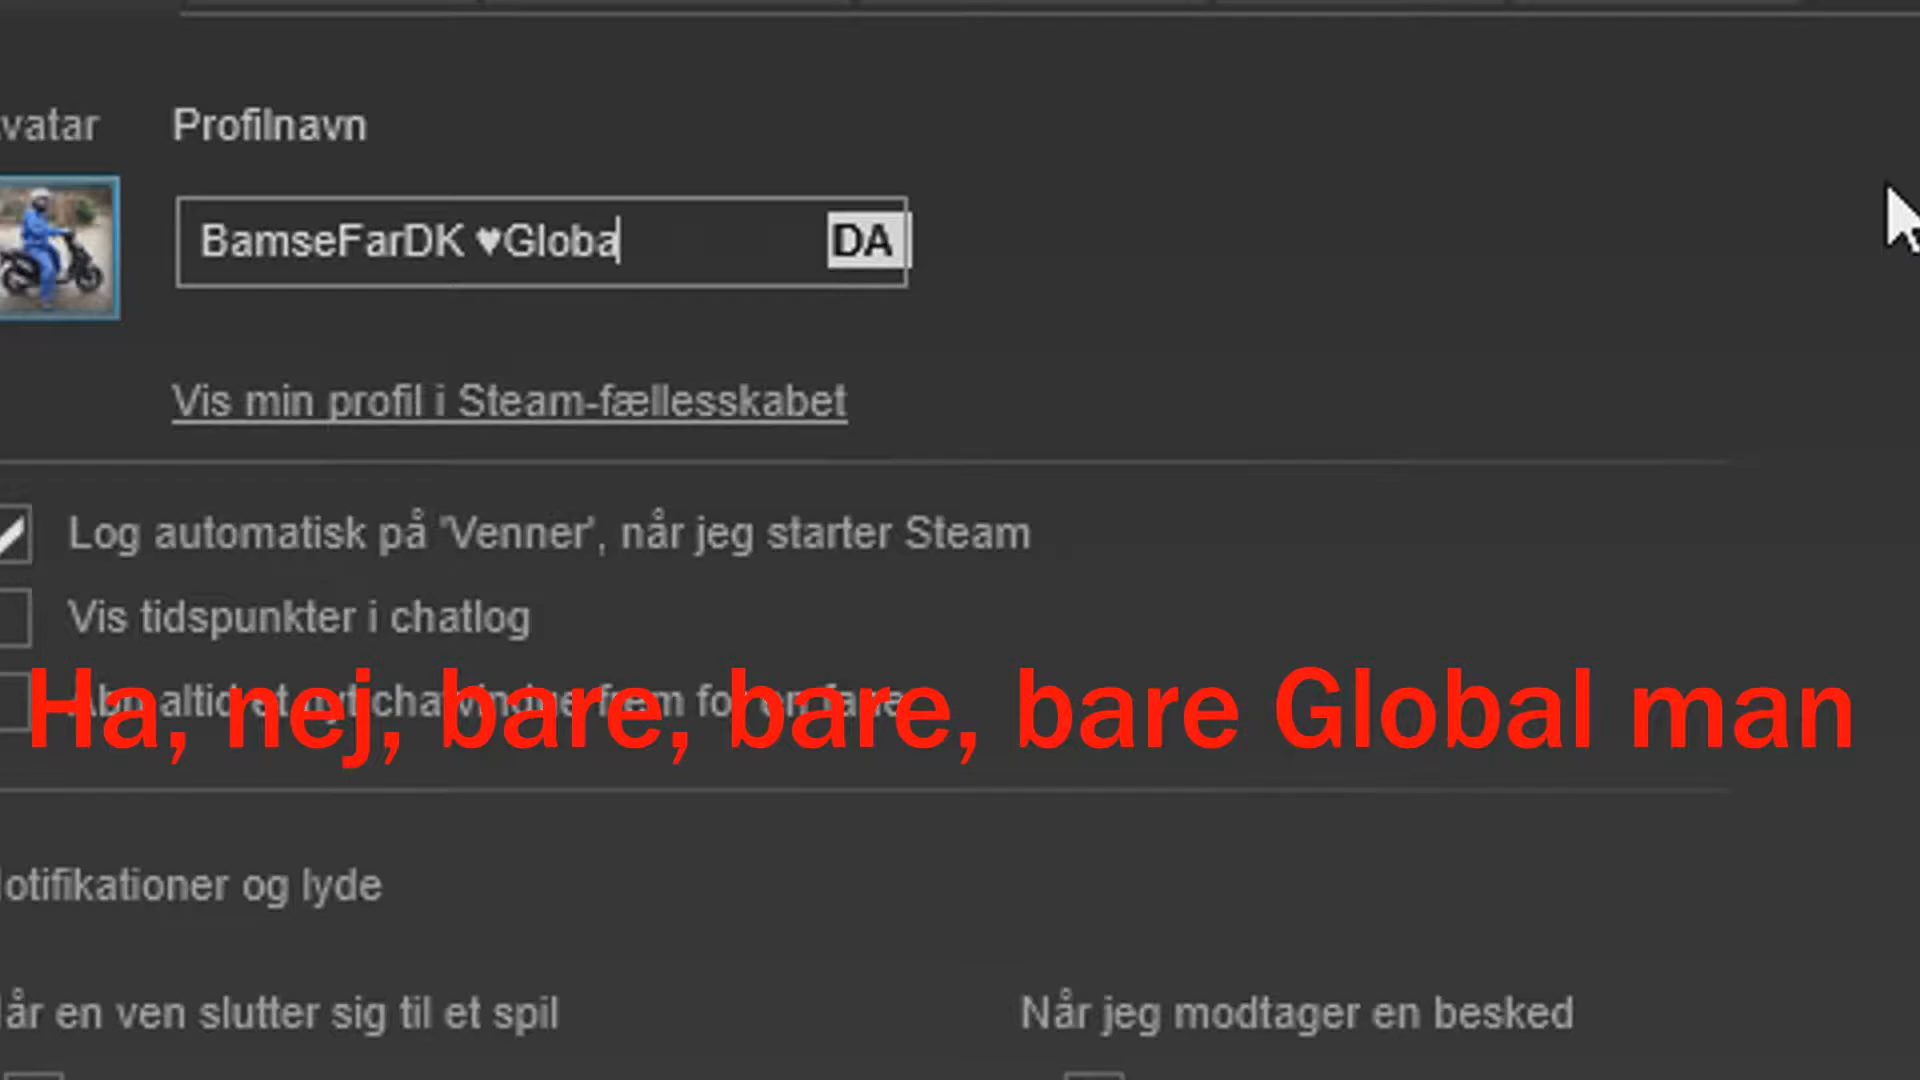 vatar
Profilnavn
BamseFarDK ♥Globa
DA
Vis min profil i Steam-fællesskabet
Log automatisk på 'Venner', når jeg starter Steam
Vis tidspunkter i chatlog
Ha, nej, bare, bare, bare Global man
otifikationer og lyde
år en ven slutter sig til et spil
Når jeg modtager en besked